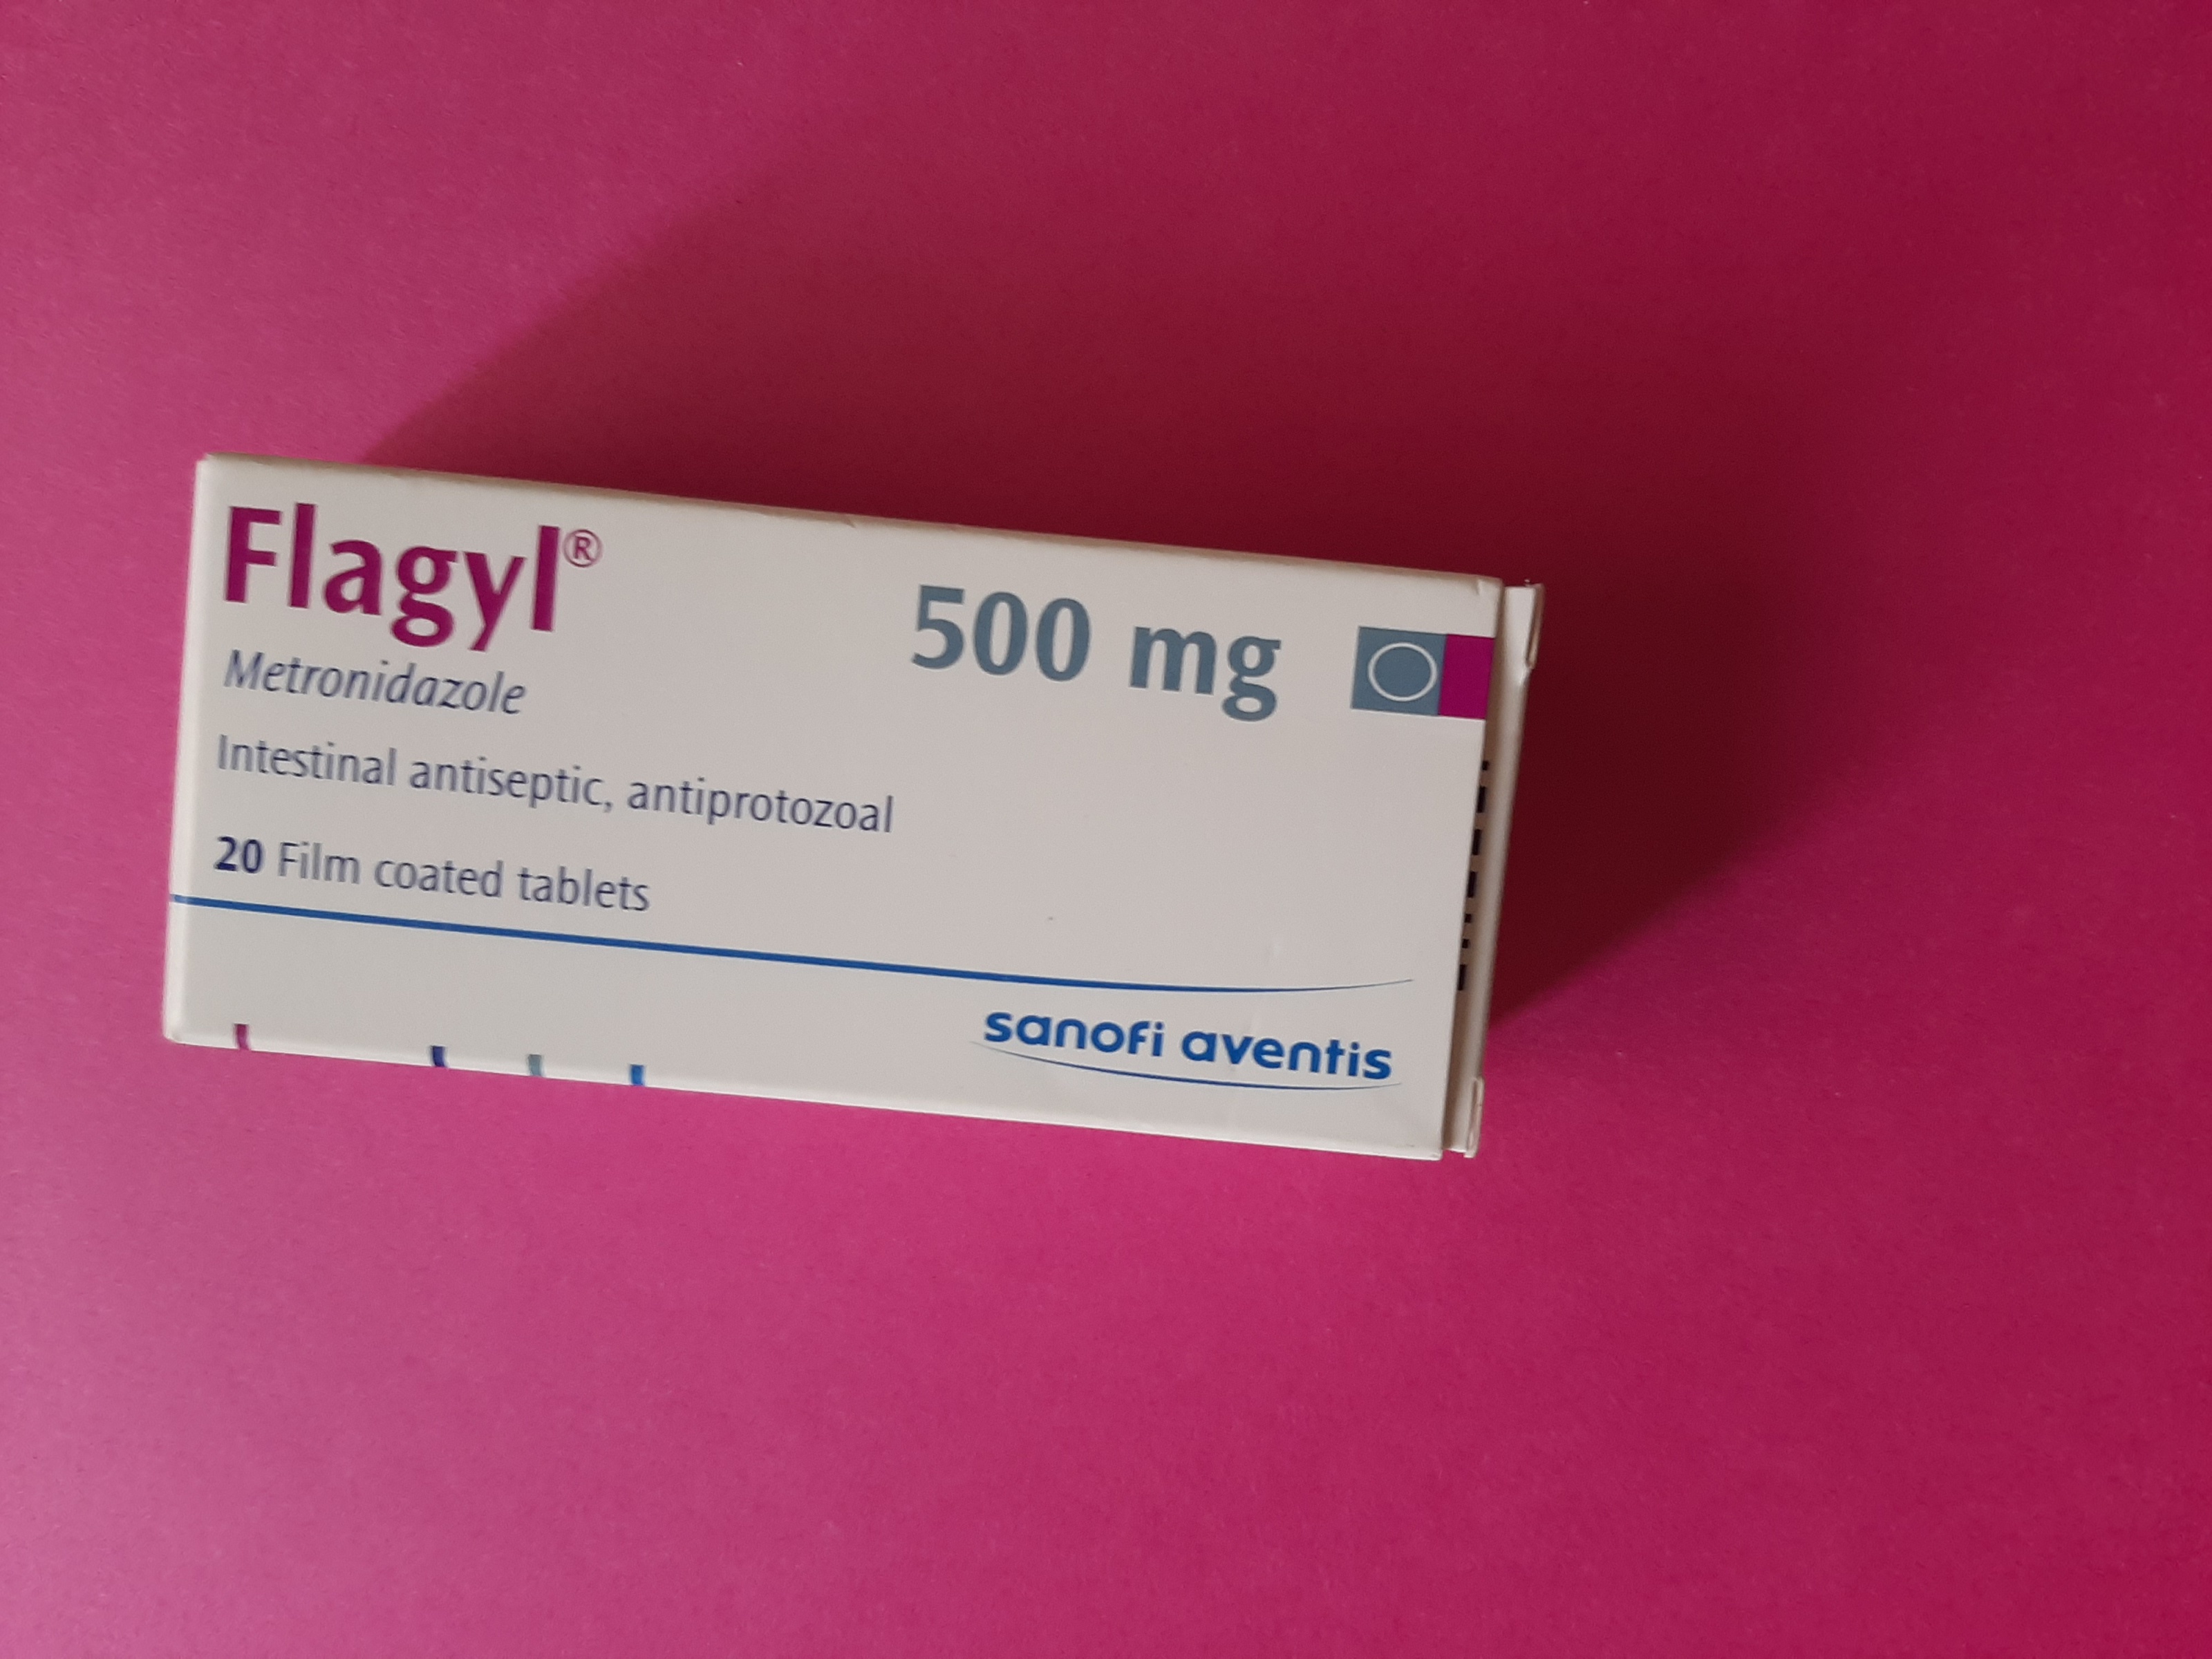 Flagyl®
500 mg
Metronidazole
Intestinal antiseptic, antiprotozoal
20 Film coated tablets
sanofi aventis